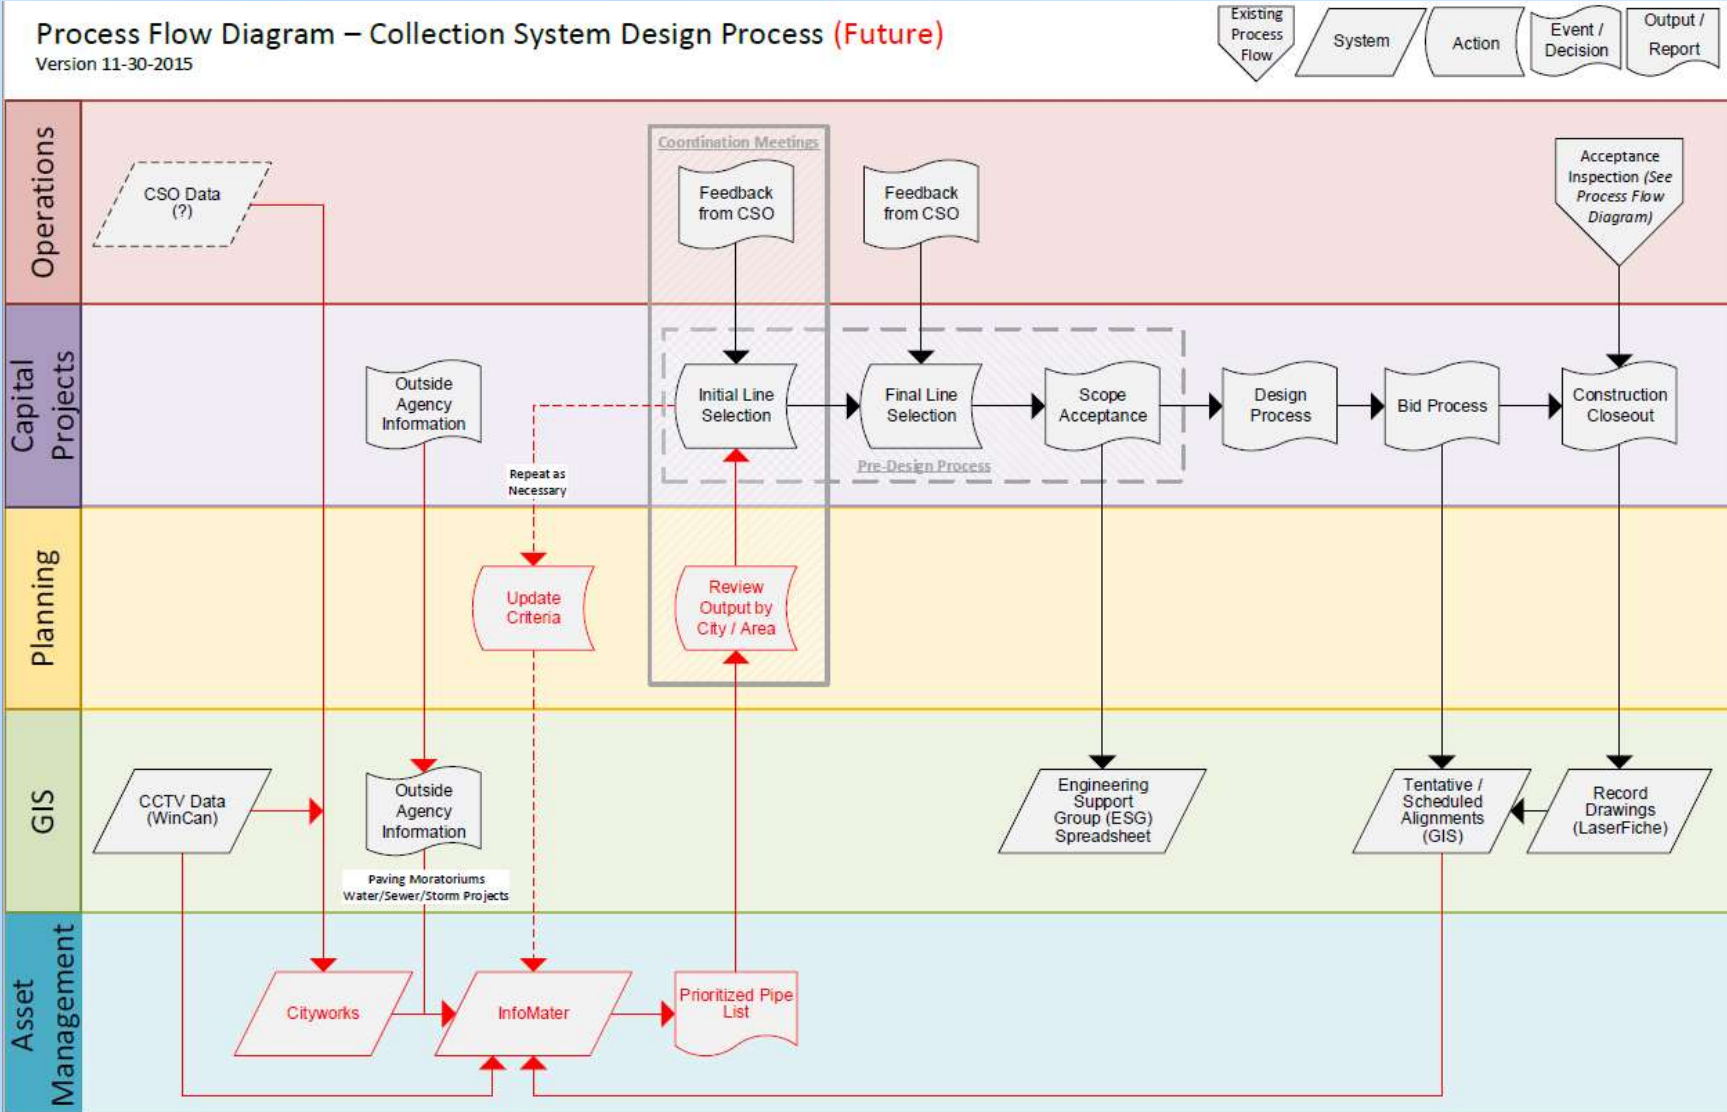 Process Flow Diagram – Collection System Design Process (Future)
Version 11-30-2015
Existing
Process
Flow
System
Action
Event /
Decision
Output /
Report
Operations
CSO Data
(?)
Coordination Meetings
Feedback
from CSO
Feedback
from CSO
Acceptance
Inspection (See
Process Flow
Diagram)
Capital
Projects
Outside
Agency
Information
Initial Line
Selection
Final Line
Selection
Scope
Acceptance
Design
Process
Bid Process
Construction
Closeout
Pre-Design Process
Repeat as
Necessary
Planning
Update
Criteria
Review
Output by
City / Area
GIS
CCTV Data
(WinCan)
Outside
Agency
Information
Engineering
Support
Group (ESG)
Spreadsheet
Tentative /
Scheduled
Alignments
(GIS)
Record
Drawings
(LaserFiche)
Paving Moratoriums
Water/Sewer/Storm Projects
Asset
Management
Cityworks
InfoMater
Prioritized Pipe
List